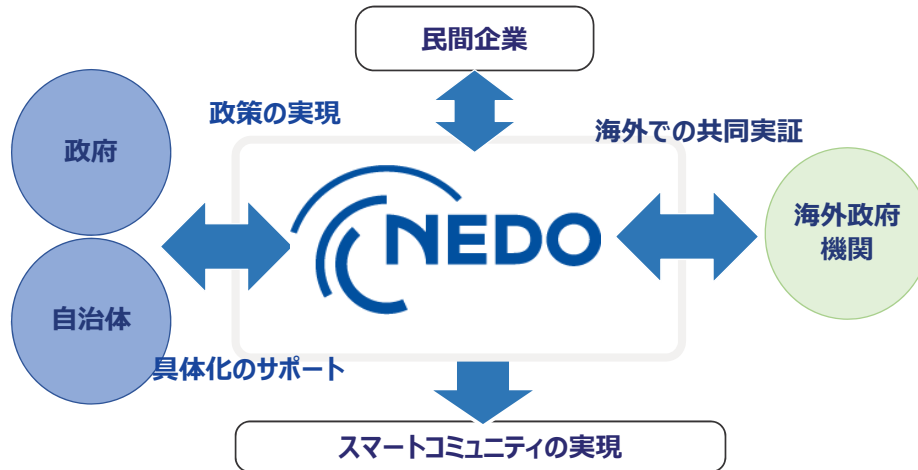 民間企業
政策の実現
海外での共同実証
政府
NEDO
海外政府
機関
自治体
具体化のサポート
スマートコミュニティの実現